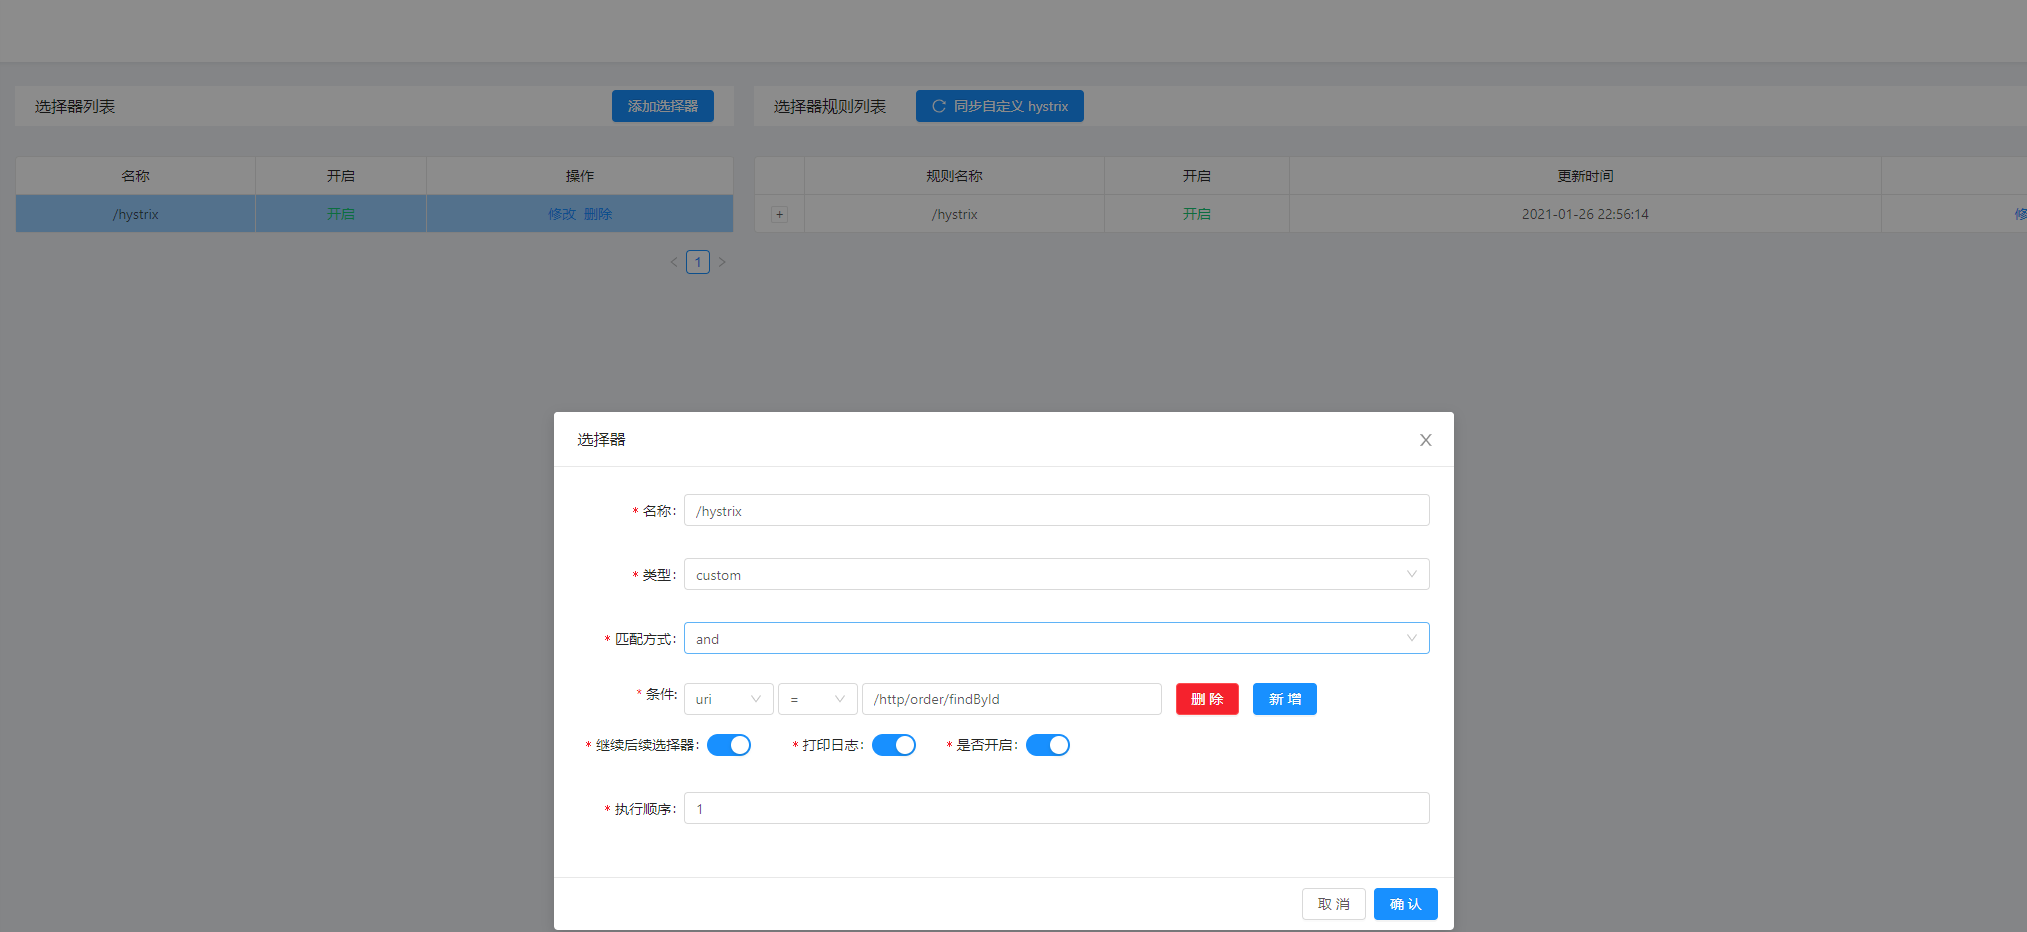 选择器列表 添加选择器 选择器规则列表 同步自定义 hystrix
名称 开启 操作 规则名称 开启 更新时间
/hystrix 开启 修改 删除 + /hystrix 开启 2021-01-26 22:56:14 修
< 1 >
选择器
* 名称: /hystrix
* 类型: custom
* 匹配方式: and
* 条件: uri = /http/order/findById 删 除 新 增
* 继续后续选择器: * 打印日志: * 是否开启:
* 执行顺序: 1
取 消 确 认